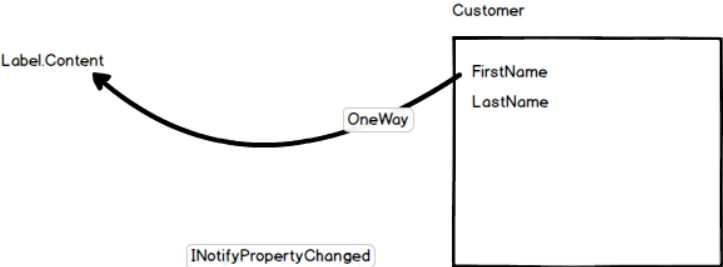 Customer
Label.Content
FirstName
LastName
OneWay
INotifyPropertyChanged